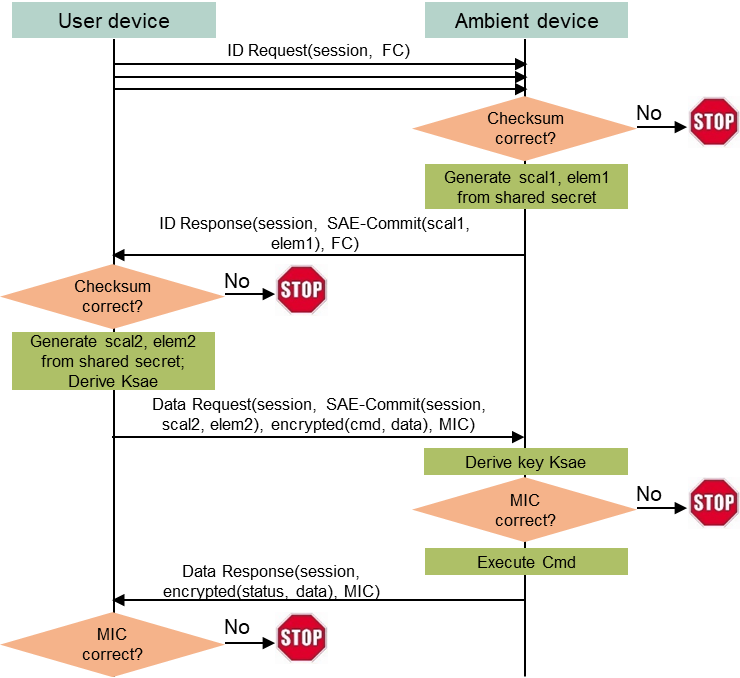 User device
Ambient device
ID Request(session, FC)
Checksum
correct?
No
STOP
Generate scal1, elem1
from shared secret
ID Response(session, SAE-Commit(scal1,
elem1), FC)
Checksum
correct?
No
STOP
Generate scal2, elem2
from shared secret;
Derive Ksae
Data Request(session, SAE-Commit(session,
scal2, elem2), encrypted(cmd, data), MIC)
Derive key Ksae
MIC
correct?
No
STOP
Execute Cmd
Data Response(session,
encrypted(status, data), MIC)
MIC
correct?
No
STOP